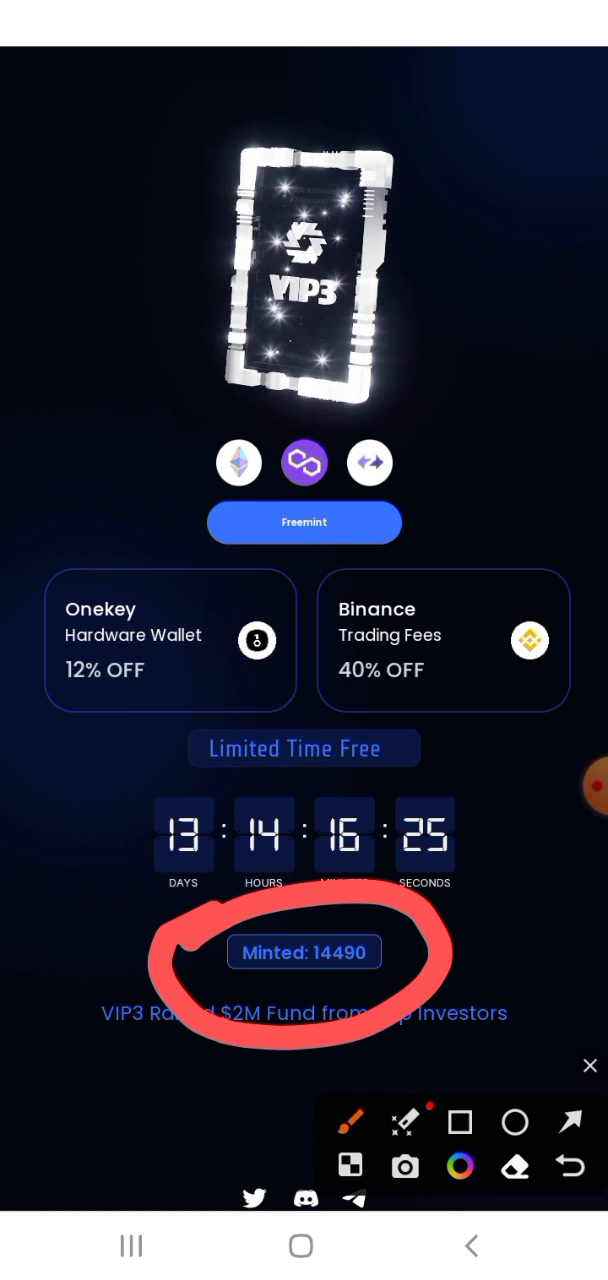 VIP3
Freemint
Onekey
Hardware Wallet
12% OFF
Binance
Trading Fees
40% OFF
Limited Time Free
13 : 14 : 16 : 25
DAYS HOURS SECONDS
Minted: 14490
VIP3 $2M Fund from Investors